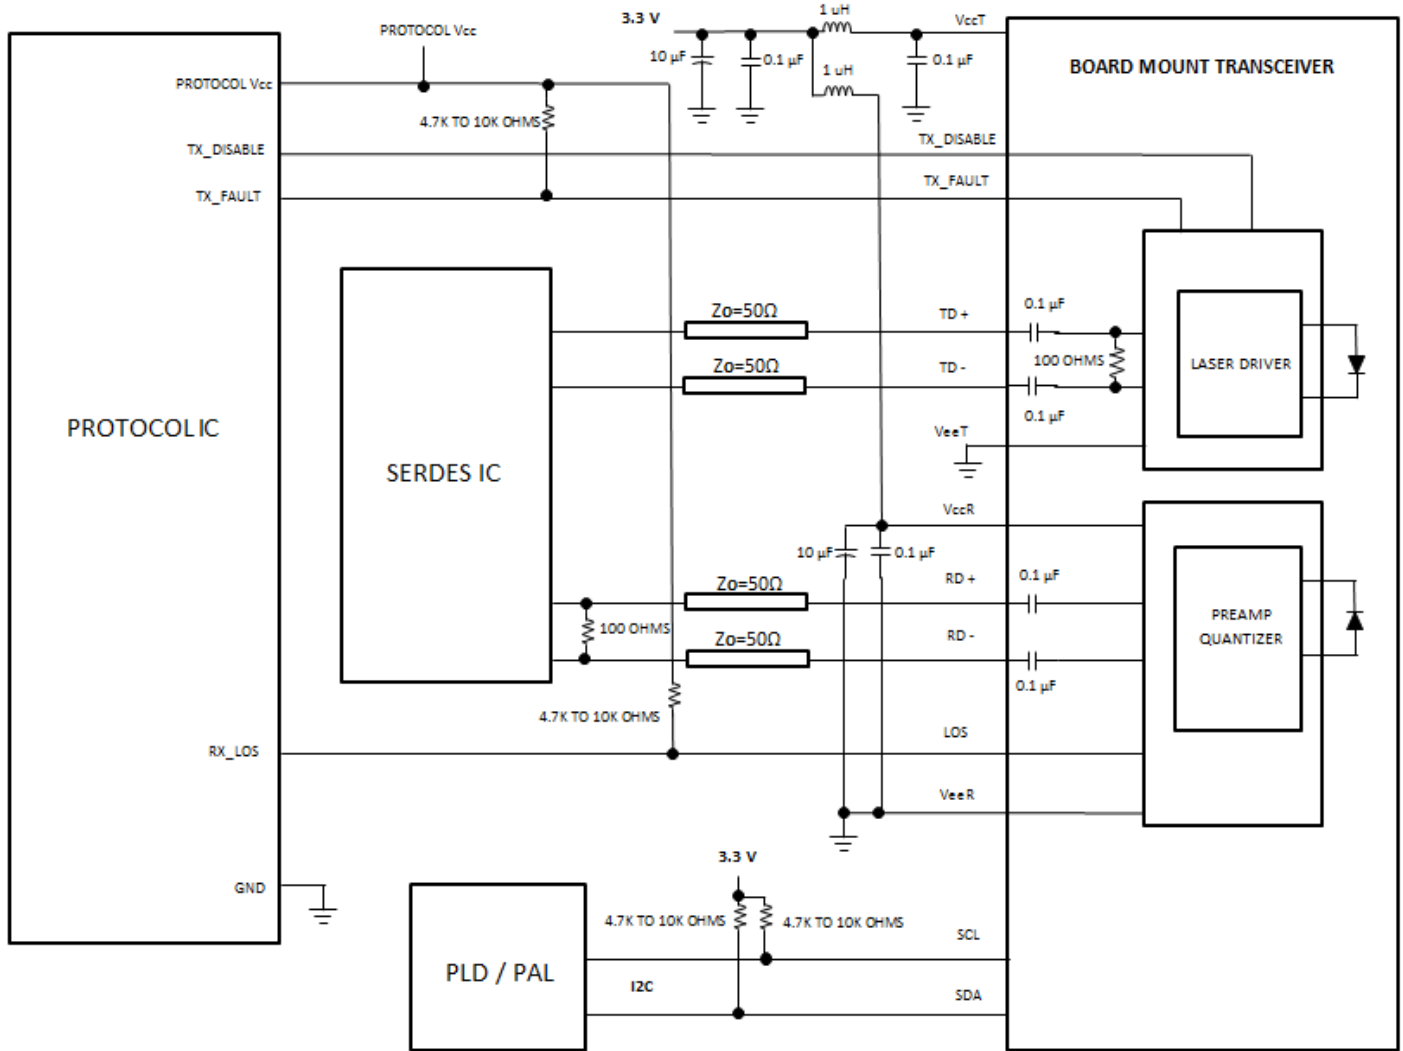 1 uH
3.3 V
VccT
PROTOCOL Vcc
10 µF
0.1 µF
0.1 µF
1 uH
BOARD MOUNT TRANSCEIVER
PROTOCOL Vcc
4.7K TO 10K OHMS
TX_DISABLE
TX_DISABLE
TX_FAULT
TX_FAULT
Zo=50Ω
TD +
0.1 µF
Zo=50Ω
TD -
100 OHMS
LASER DRIVER
0.1 µF
PROTOCOL IC
VeeT
SERDES IC
VccR
10 µF
0.1 µF
Zo=50Ω
RD +
0.1 µF
100 OHMS
Zo=50Ω
RD -
PREAMP
QUANTIZER
0.1 µF
4.7K TO 10K OHMS
RX_LOS
LOS
VeeR
3.3 V
GND
4.7K TO 10K OHMS
4.7K TO 10K OHMS
SCL
PLD / PAL
I2C
SDA